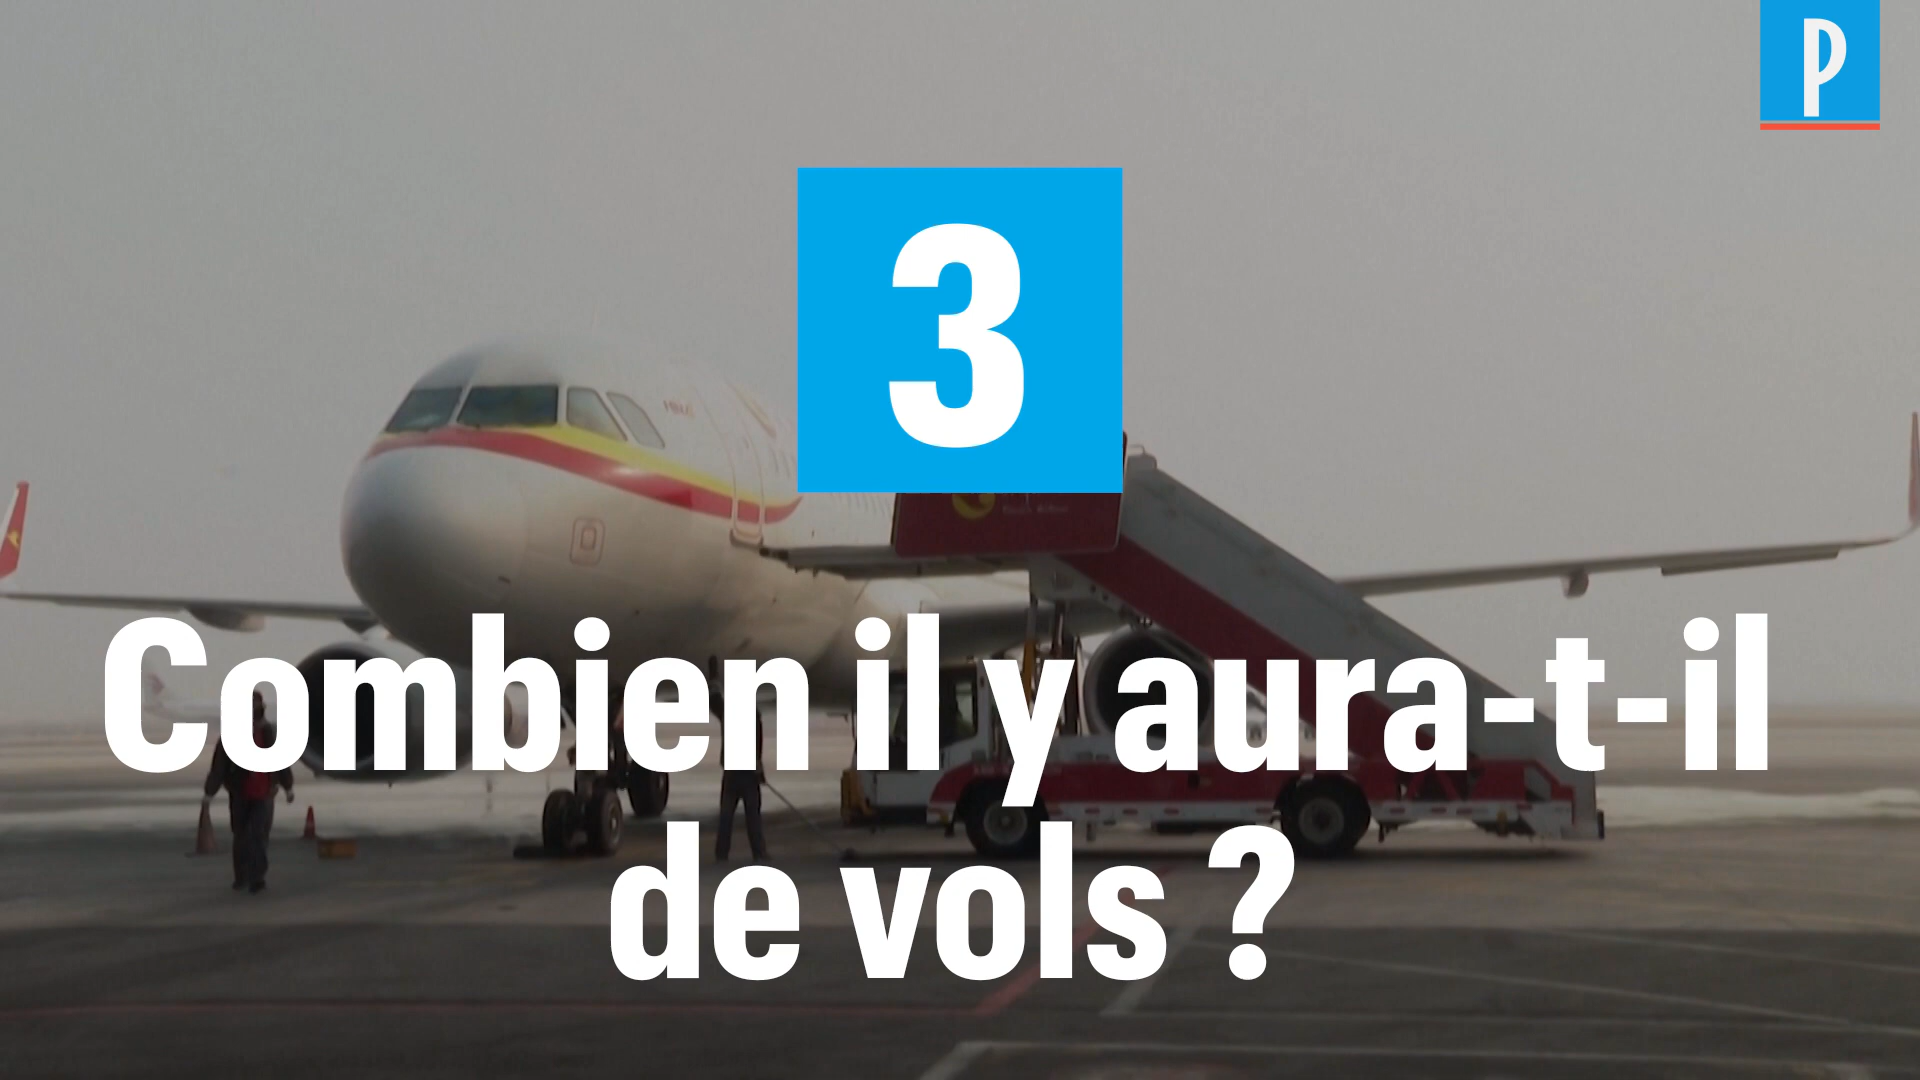 P
3
Combien il y aura-t-il
de vols ?